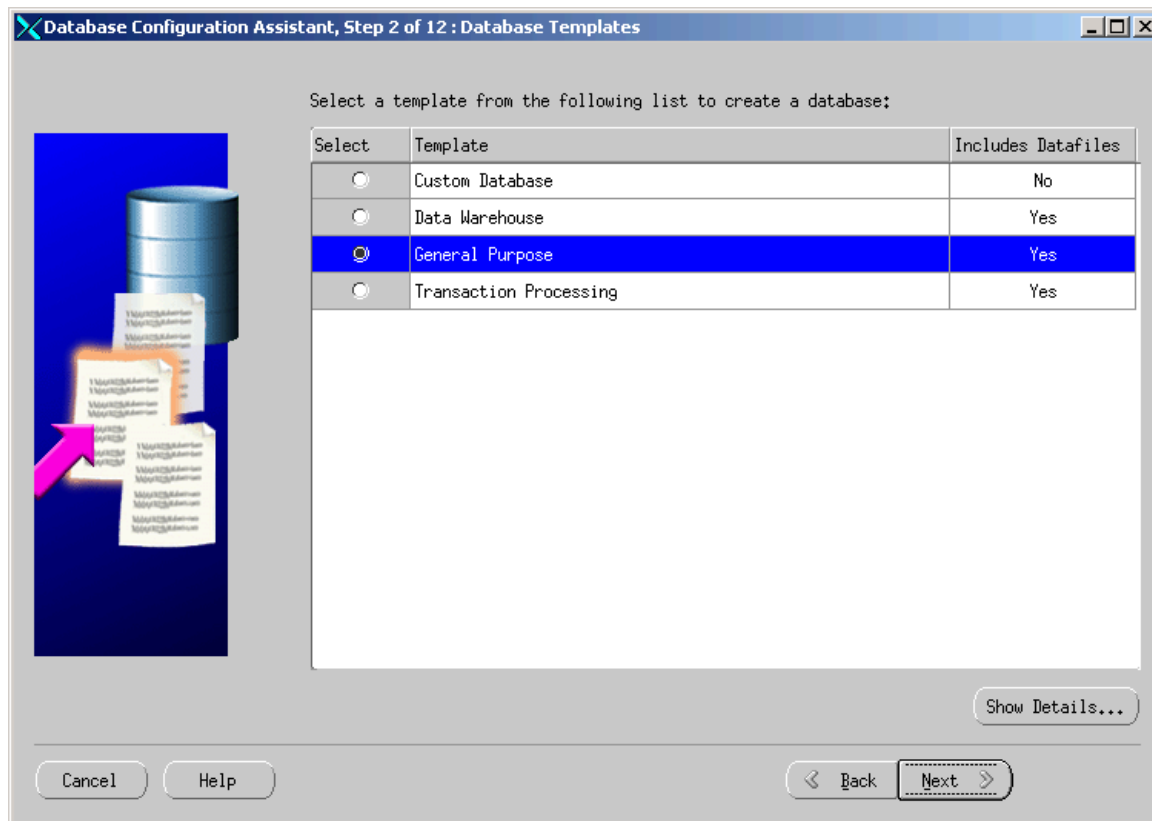 Database Configuration Assistant, Step 2 of 12 : Database Templates
Select a template from the following list to create a database:
Select Template Includes Datafiles
Custom Database No
Data Warehouse Yes
General Purpose Yes
Transaction Processing Yes
Show Details...
Cancel Help Back Next